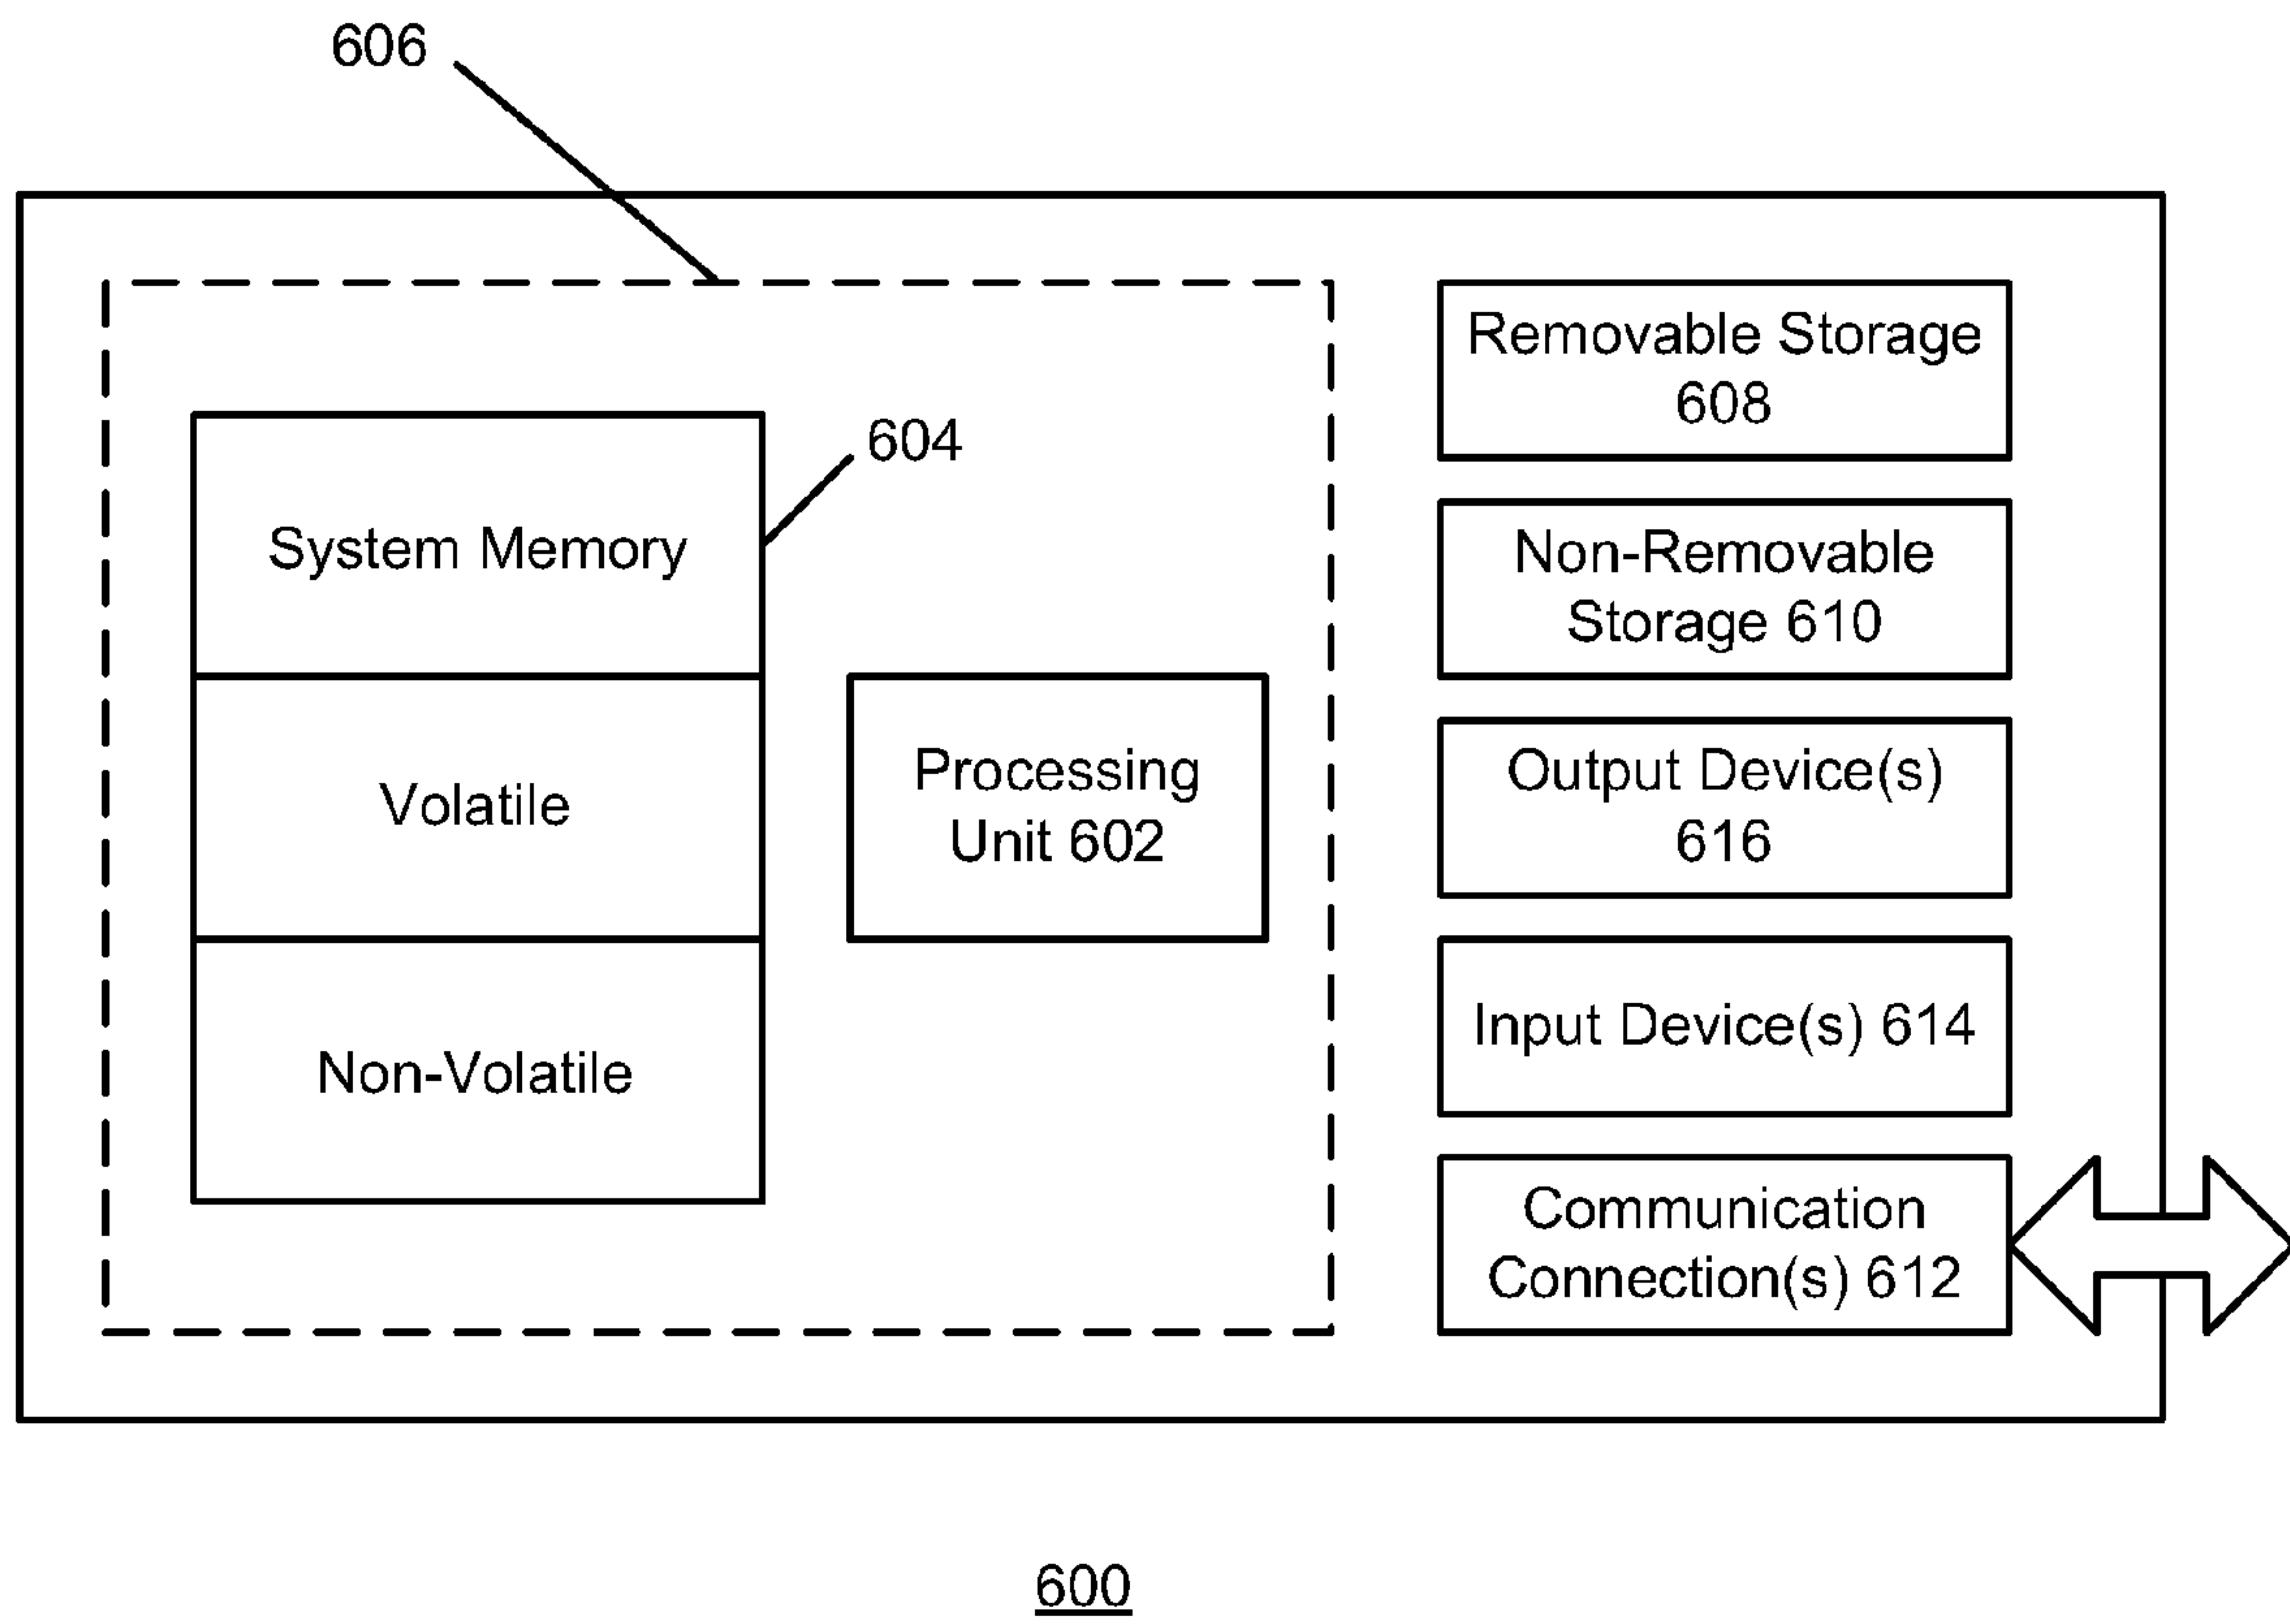 606
604
System Memory
Volatile
Non-Volatile
Processing
Unit 602
Removable Storage
608
Non-Removable
Storage 610
Output Device(s)
616
Input Device(s) 614
Communication
Connection(s) 612
600